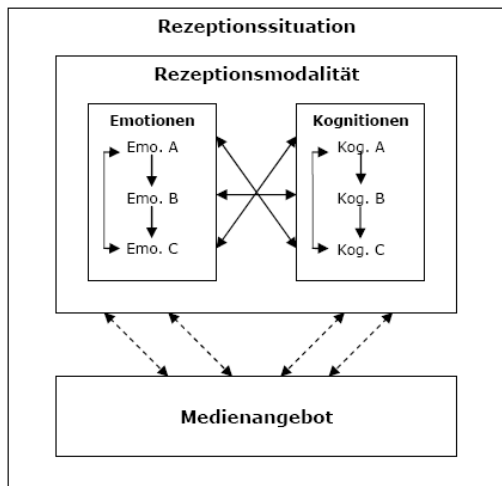 Rezeptionssituation
Rezeptionsmodalität
Emotionen
Emo. A
Emo. B
Emo. C
Kognitionen
Kog. A
Kog. B
Kog. C
Medienangebot